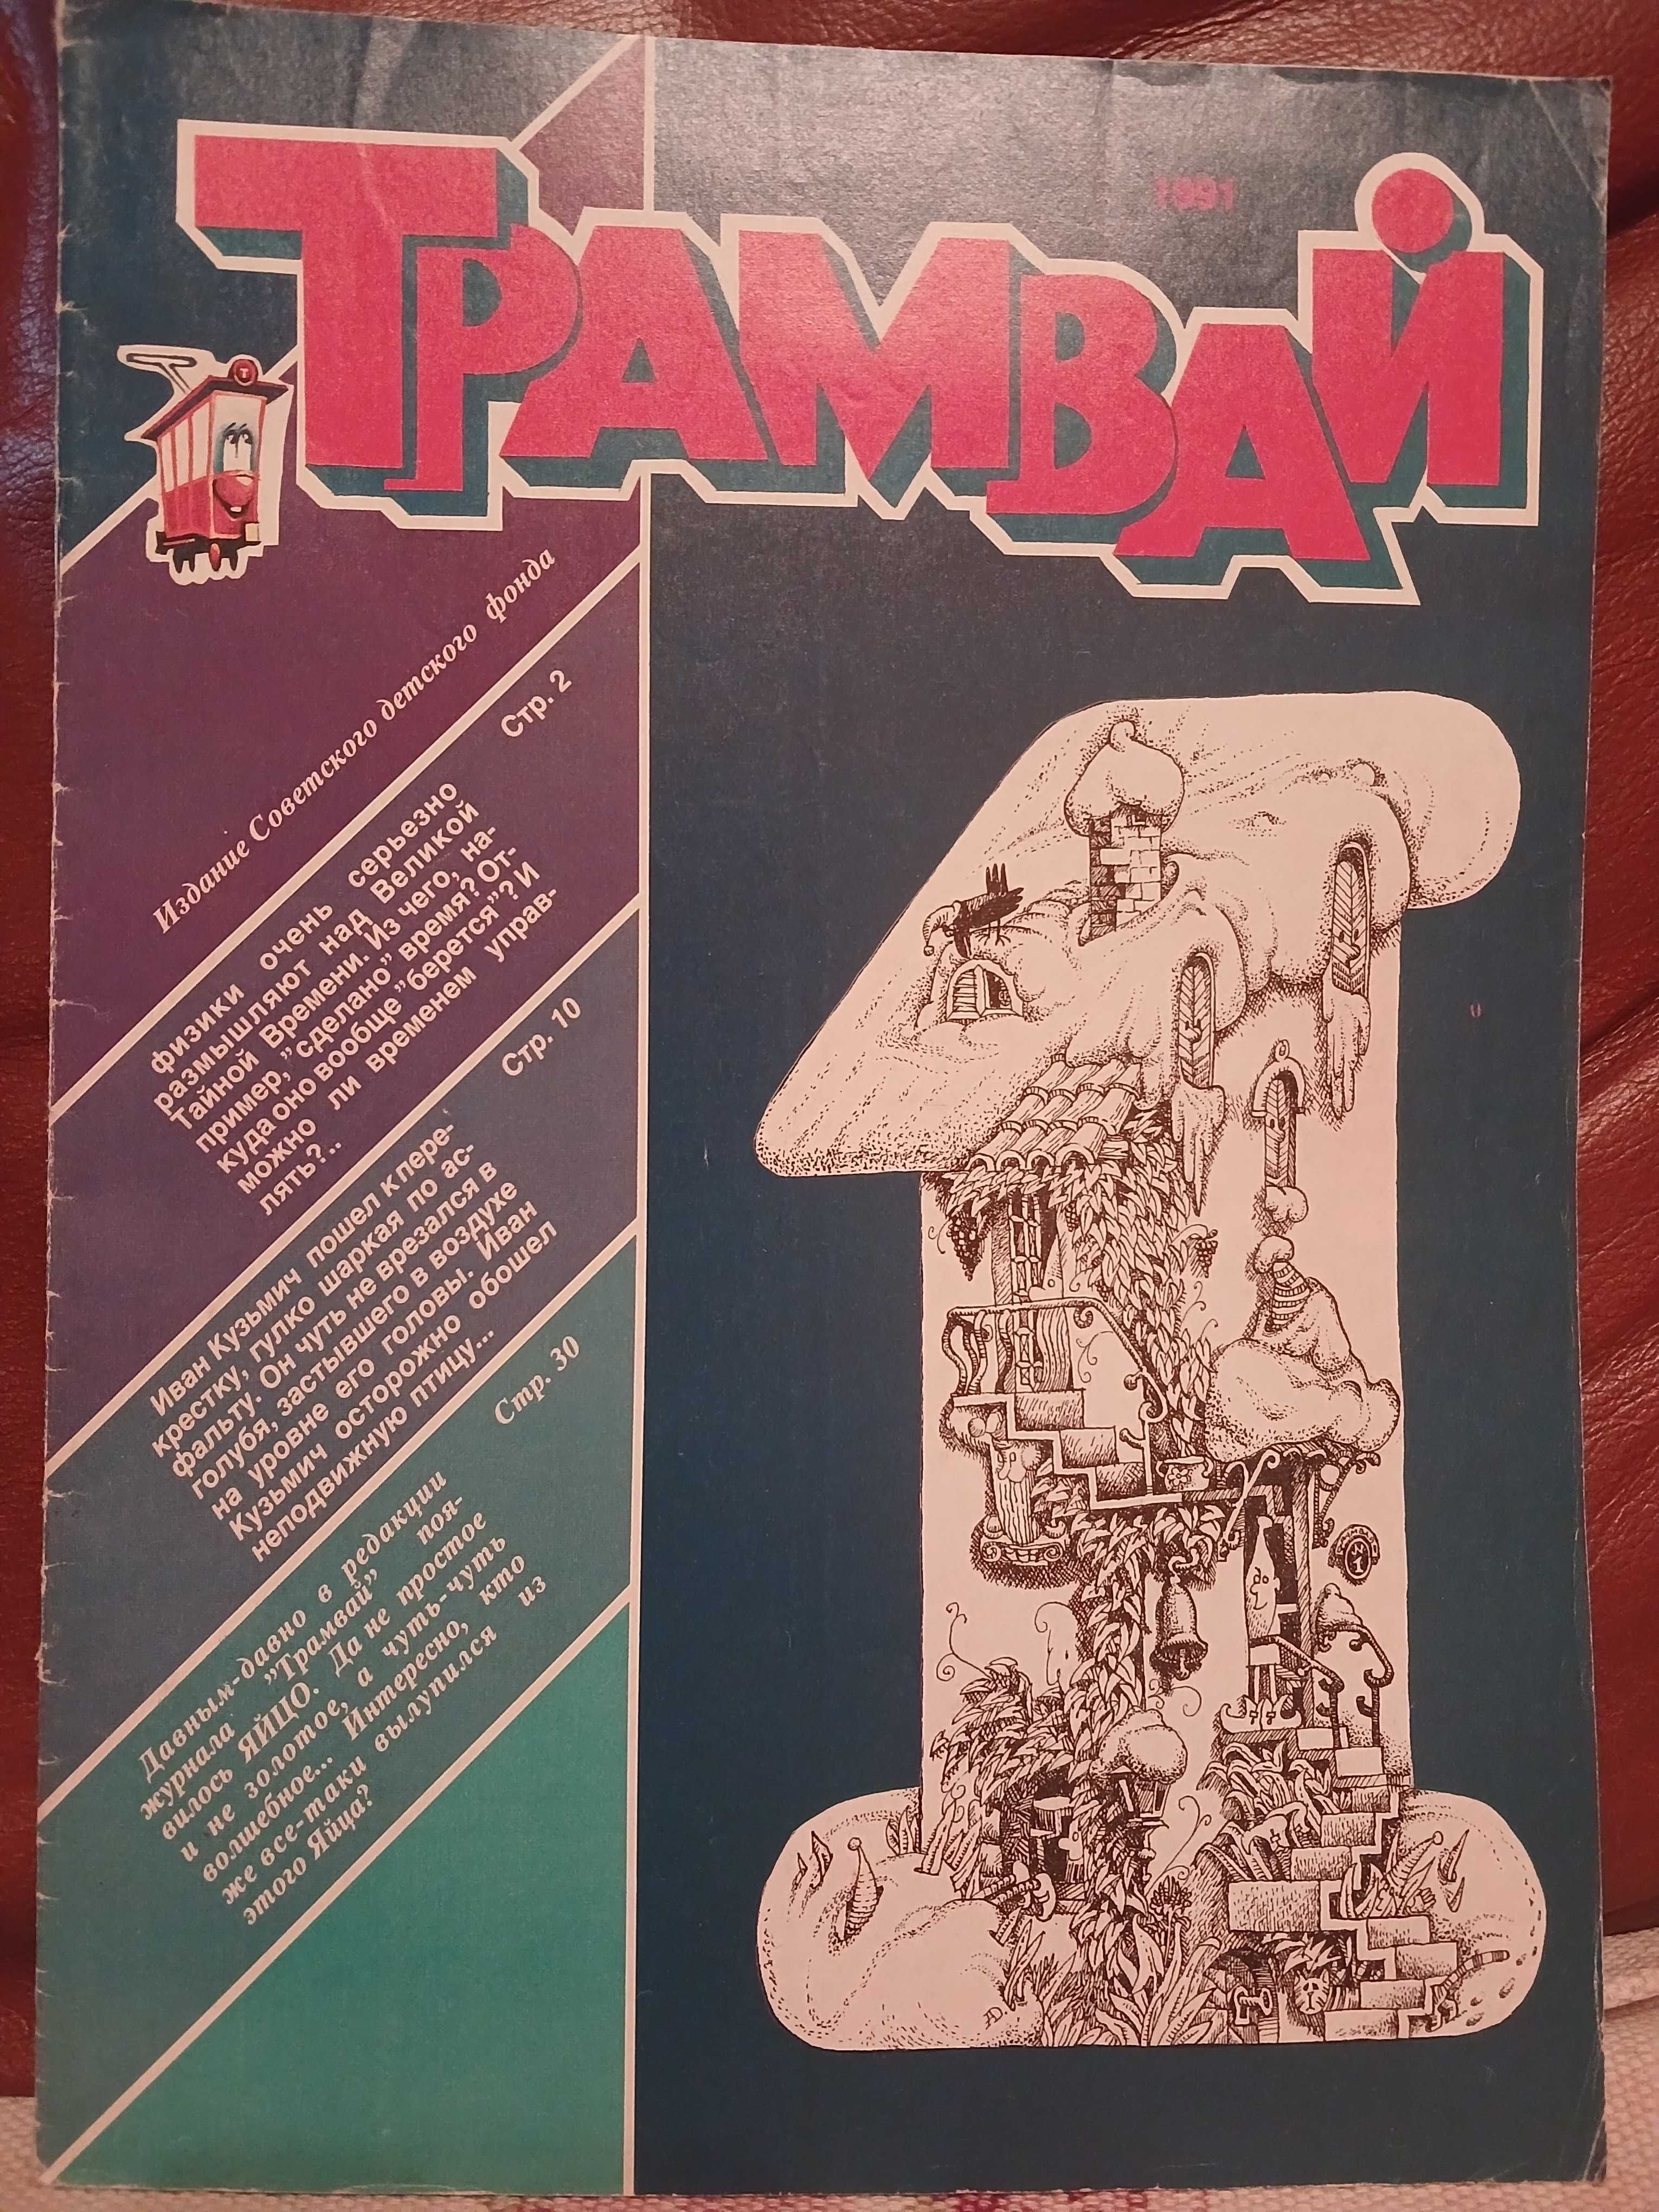 1991
ТРАМВАЙ
Т
Издание Советского детского фонда
Стр. 2
физики очень серьезно
размышляют над Великой
Тайной Времени. Из чего, на-
пример, „сделано” время? От-
куда оно вообще „берется”? И
можно ли временем управ-
лять?..
Стр. 10
Иван Кузьмич пошел к пере-
крестку, гулко шаркая по ас-
фальту. Он чуть не врезался в
голубя, застывшего в воздухе
на уровне его головы. Иван
Кузьмич осторожно обошел
неподвижную птицу...
Стр. 30
Давным-давно в редакции
журнала „Трамвай” поя-
вилось ЯЙЦО. Да не простое
и не золотое, а чуть-чуть
волшебное... Интересно, кто
же все-таки вылупился из
этого Яйца?
1
ТРАМВАЙ
№ 1